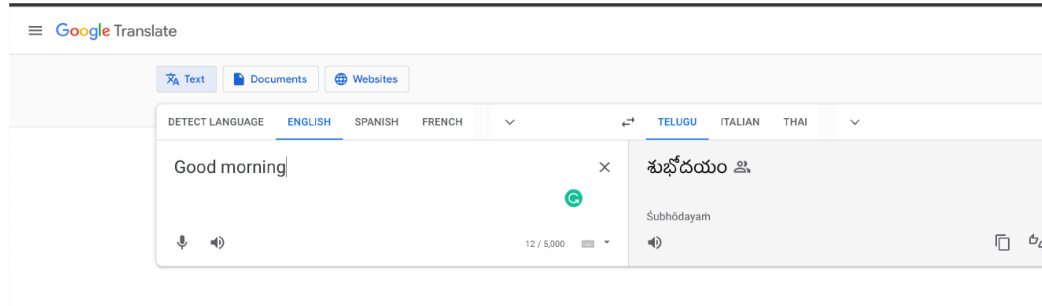 Google Translate
Text Documents Websites
DETECT LANGUAGE ENGLISH SPANISH FRENCH TELUGU ITALIAN THAI
Good morning శుభోదయం
Śubhōdayaṁ
12 / 5,000